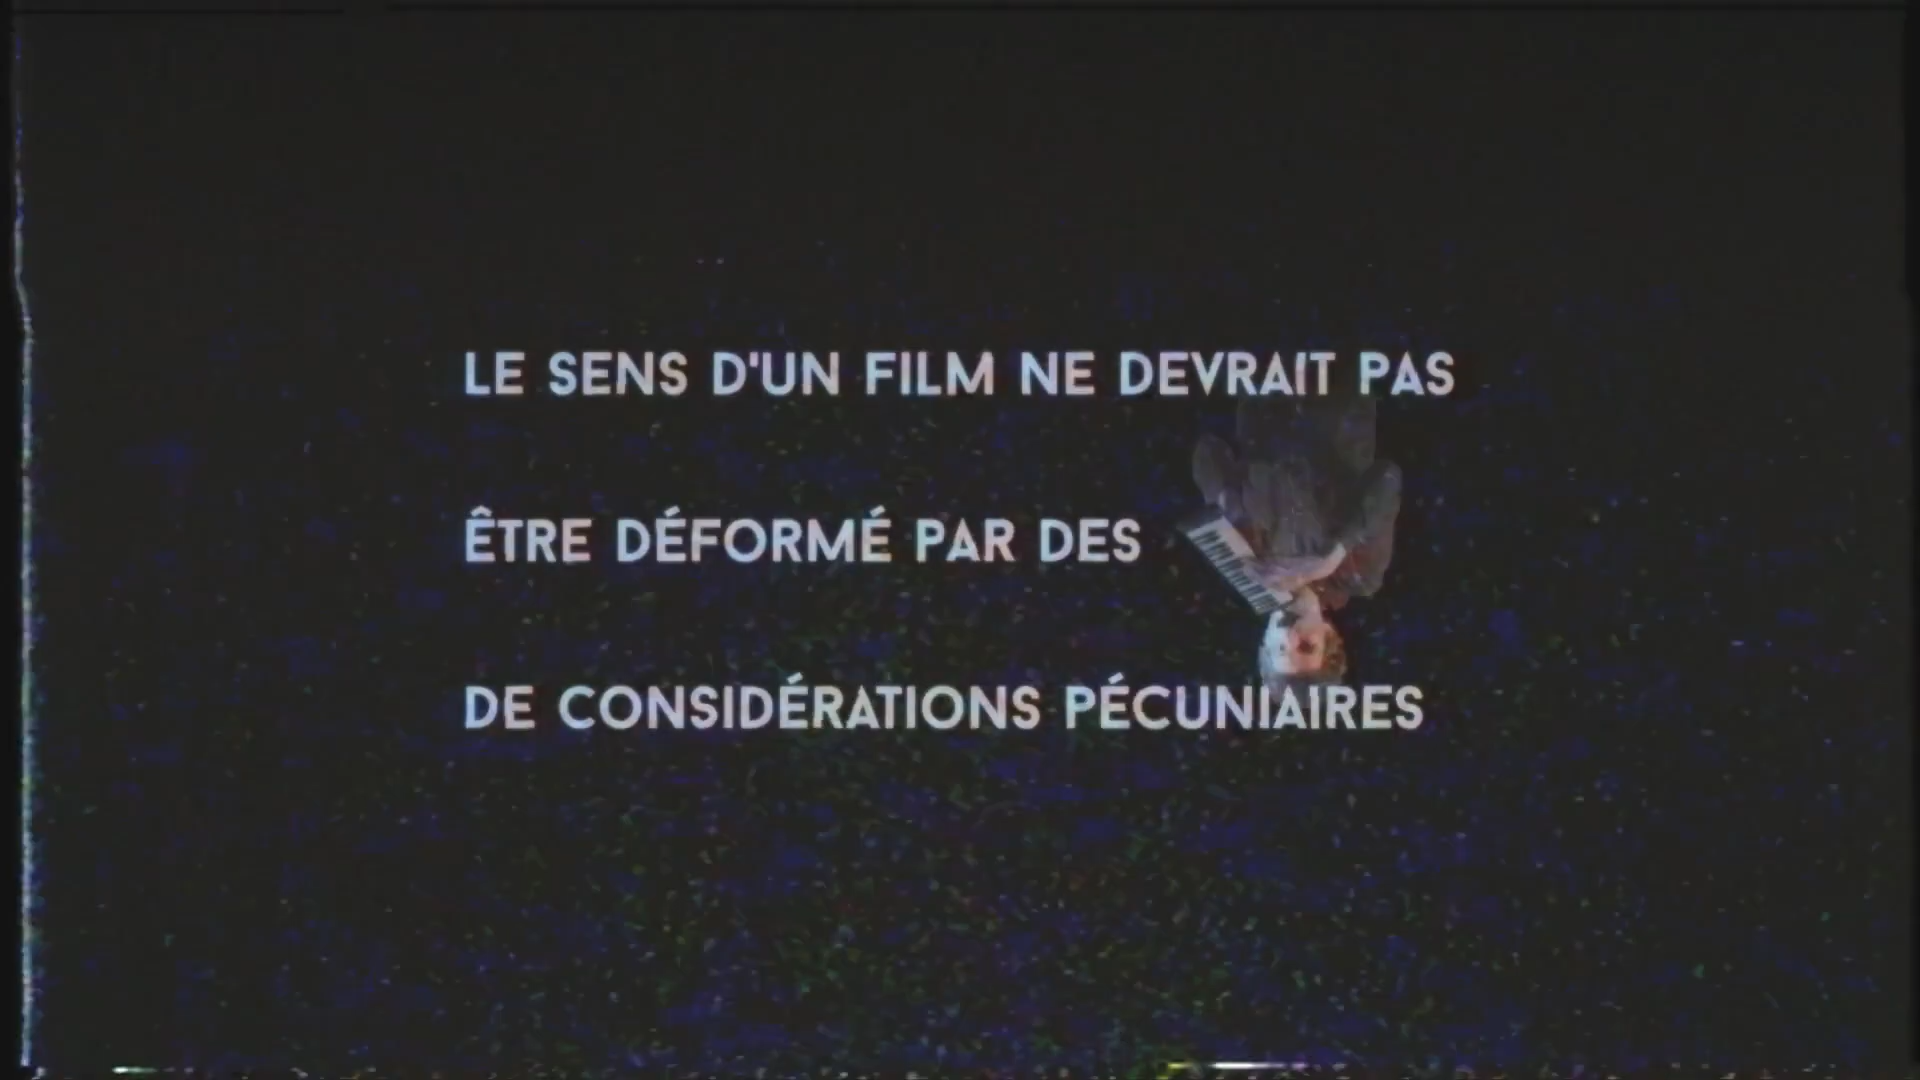 LE SENS D'UN FILM NE DEVRAIT PAS
ÊTRE DÉFORMÉ PAR DES
DE CONSIDÉRATIONS PÉCUNIAIRES